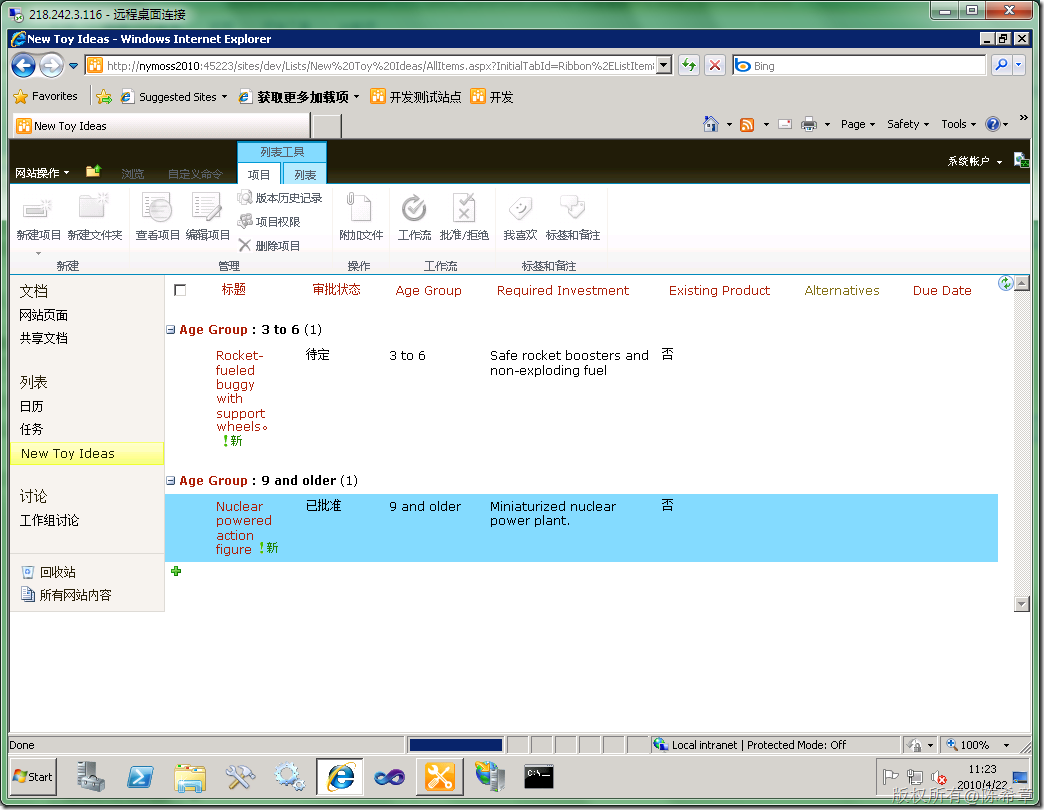 218.242.3.116 - 远程桌面连接
New Toy Ideas - Windows Internet Explorer
http://nymoss2010:45223/sites/dev/Lists/New%20Toy%20Ideas/AllItems.aspx?InitialTabId=Ribbon%2EListItem
Bing
Favorites Suggested Sites 获取更多加载项 开发测试站点 开发
New Toy Ideas Page Safety Tools
列表工具
系统帐户
网站操作 浏览 自定义命令 项目 列表
新建项目 新建文件夹 查看项目 编辑项目 版本历史记录 项目权限 删除项目 附加文件 工作流 批准/拒绝 我喜欢 标签和备注
新建 管理 操作 工作流 标签和备注
文档
网站页面
共享文档
列表
日历
任务
New Toy Ideas
讨论
工作组讨论
回收站
所有网站内容
标题 审批状态 Age Group Required Investment Existing Product Alternatives Due Date
Age Group : 3 to 6 (1)
Rocket-
fueled
buggy
with
support
wheels。
!新
待定 3 to 6 Safe rocket boosters and 否
non-exploding fuel
Age Group : 9 and older (1)
Nuclear
powered
action
figure !新
已批准 9 and older Miniaturized nuclear 否
power plant.
Done Local intranet | Protected Mode: Off 100%
Start C:\_
11:23
2010/4/22
版权所有@陈希章